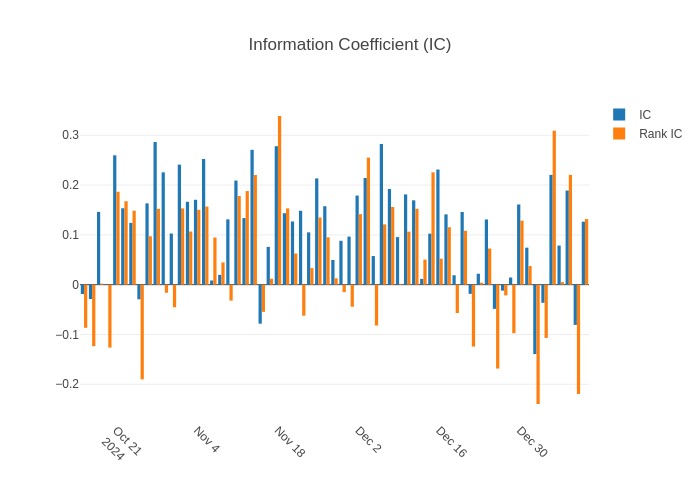 Information Coefficient (IC)
IC
Rank IC
0.3
0.2
0.1
0
−0.1
−0.2
Oct 21
2024
Nov 4
Nov 18
Dec 2
Dec 16
Dec 30